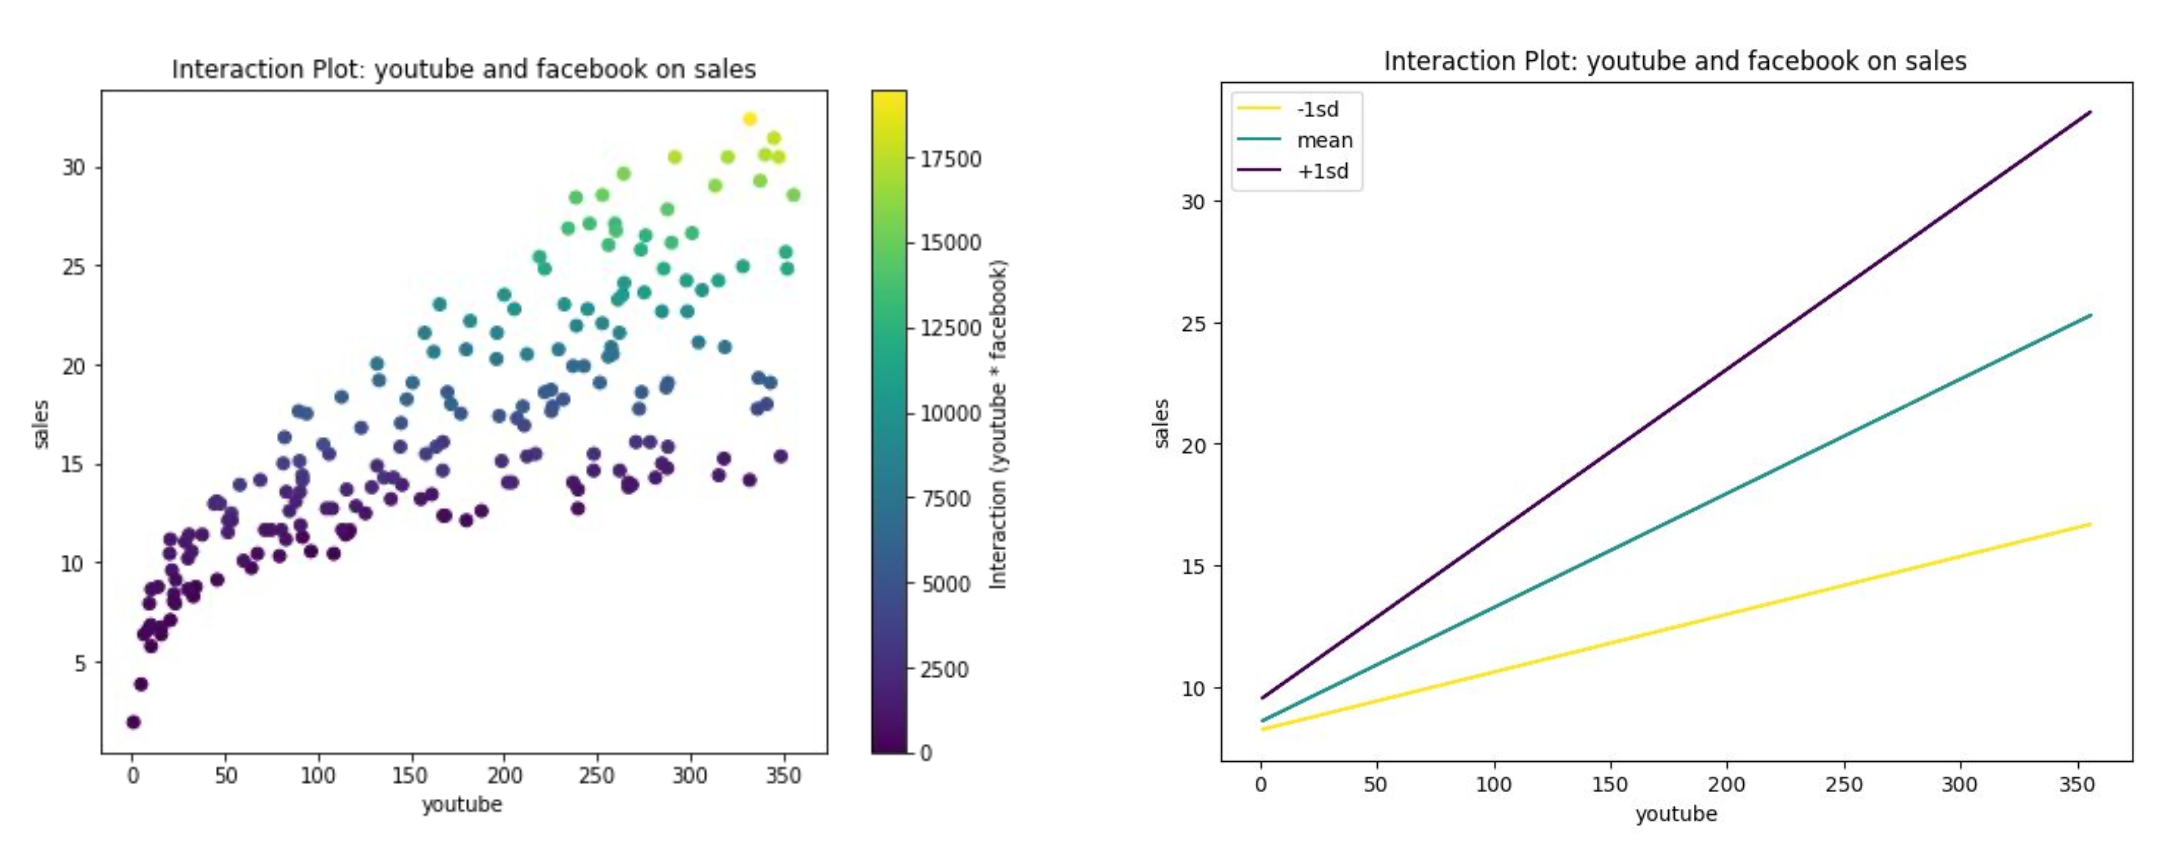 Interaction Plot: youtube and facebook on sales
30
25
20
15
10
5
sales
0 50 100 150 200 250 300 350
youtube
17500
15000
12500
10000
7500
5000
2500
0
Interaction (youtube * facebook)
Interaction Plot: youtube and facebook on sales
-1sd
mean
+1sd
30
25
20
15
10
sales
0 50 100 150 200 250 300 350
youtube